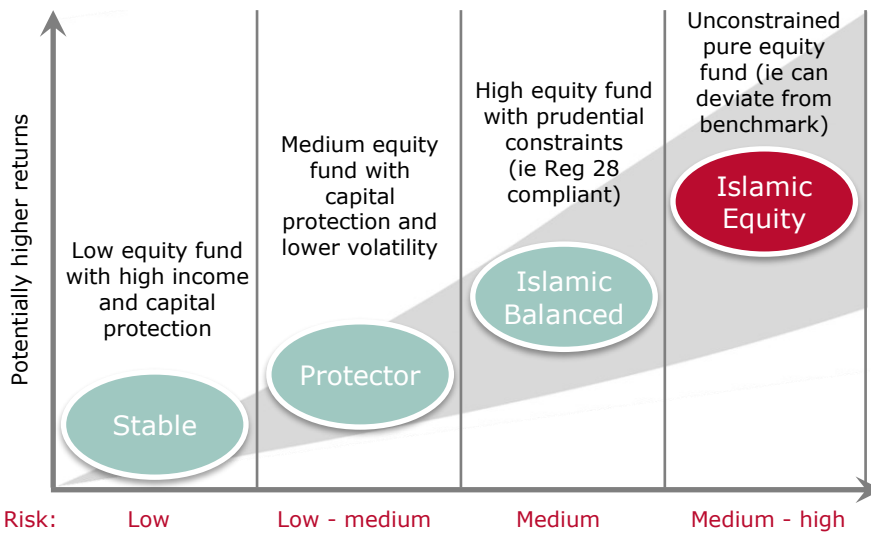 Potentially higher returns
Low equity fund
with high income
and capital
protection
Stable
Medium equity
fund with
capital
protection and
lower volatility
Protector
High equity fund
with prudential
constraints
(ie Reg 28
compliant)
Islamic
Balanced
Unconstrained
pure equity
fund (ie can
deviate from
benchmark)
Islamic
Equity
Risk: Low Low - medium Medium Medium - high